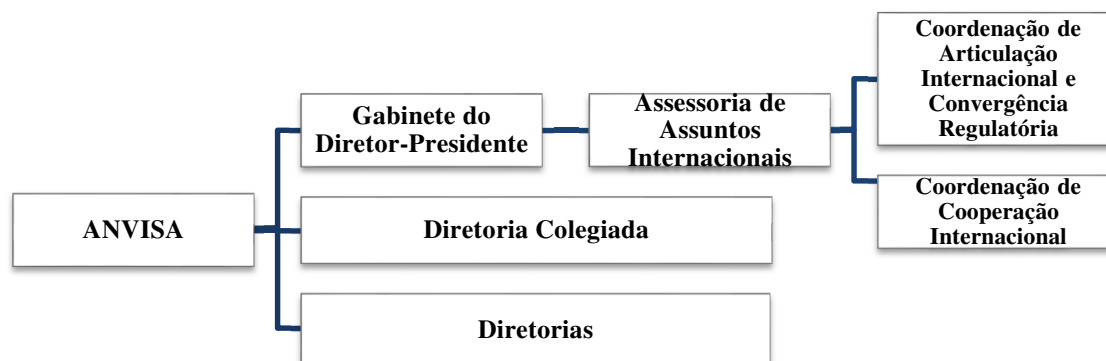 ANVISA
Gabinete do
Diretor-Presidente
Assessoria de
Assuntos
Internacionais
Coordenação de
Articulação
Internacional e
Convergência
Regulatória
Coordenação de
Cooperação
Internacional
Diretoria Colegiada
Diretorias